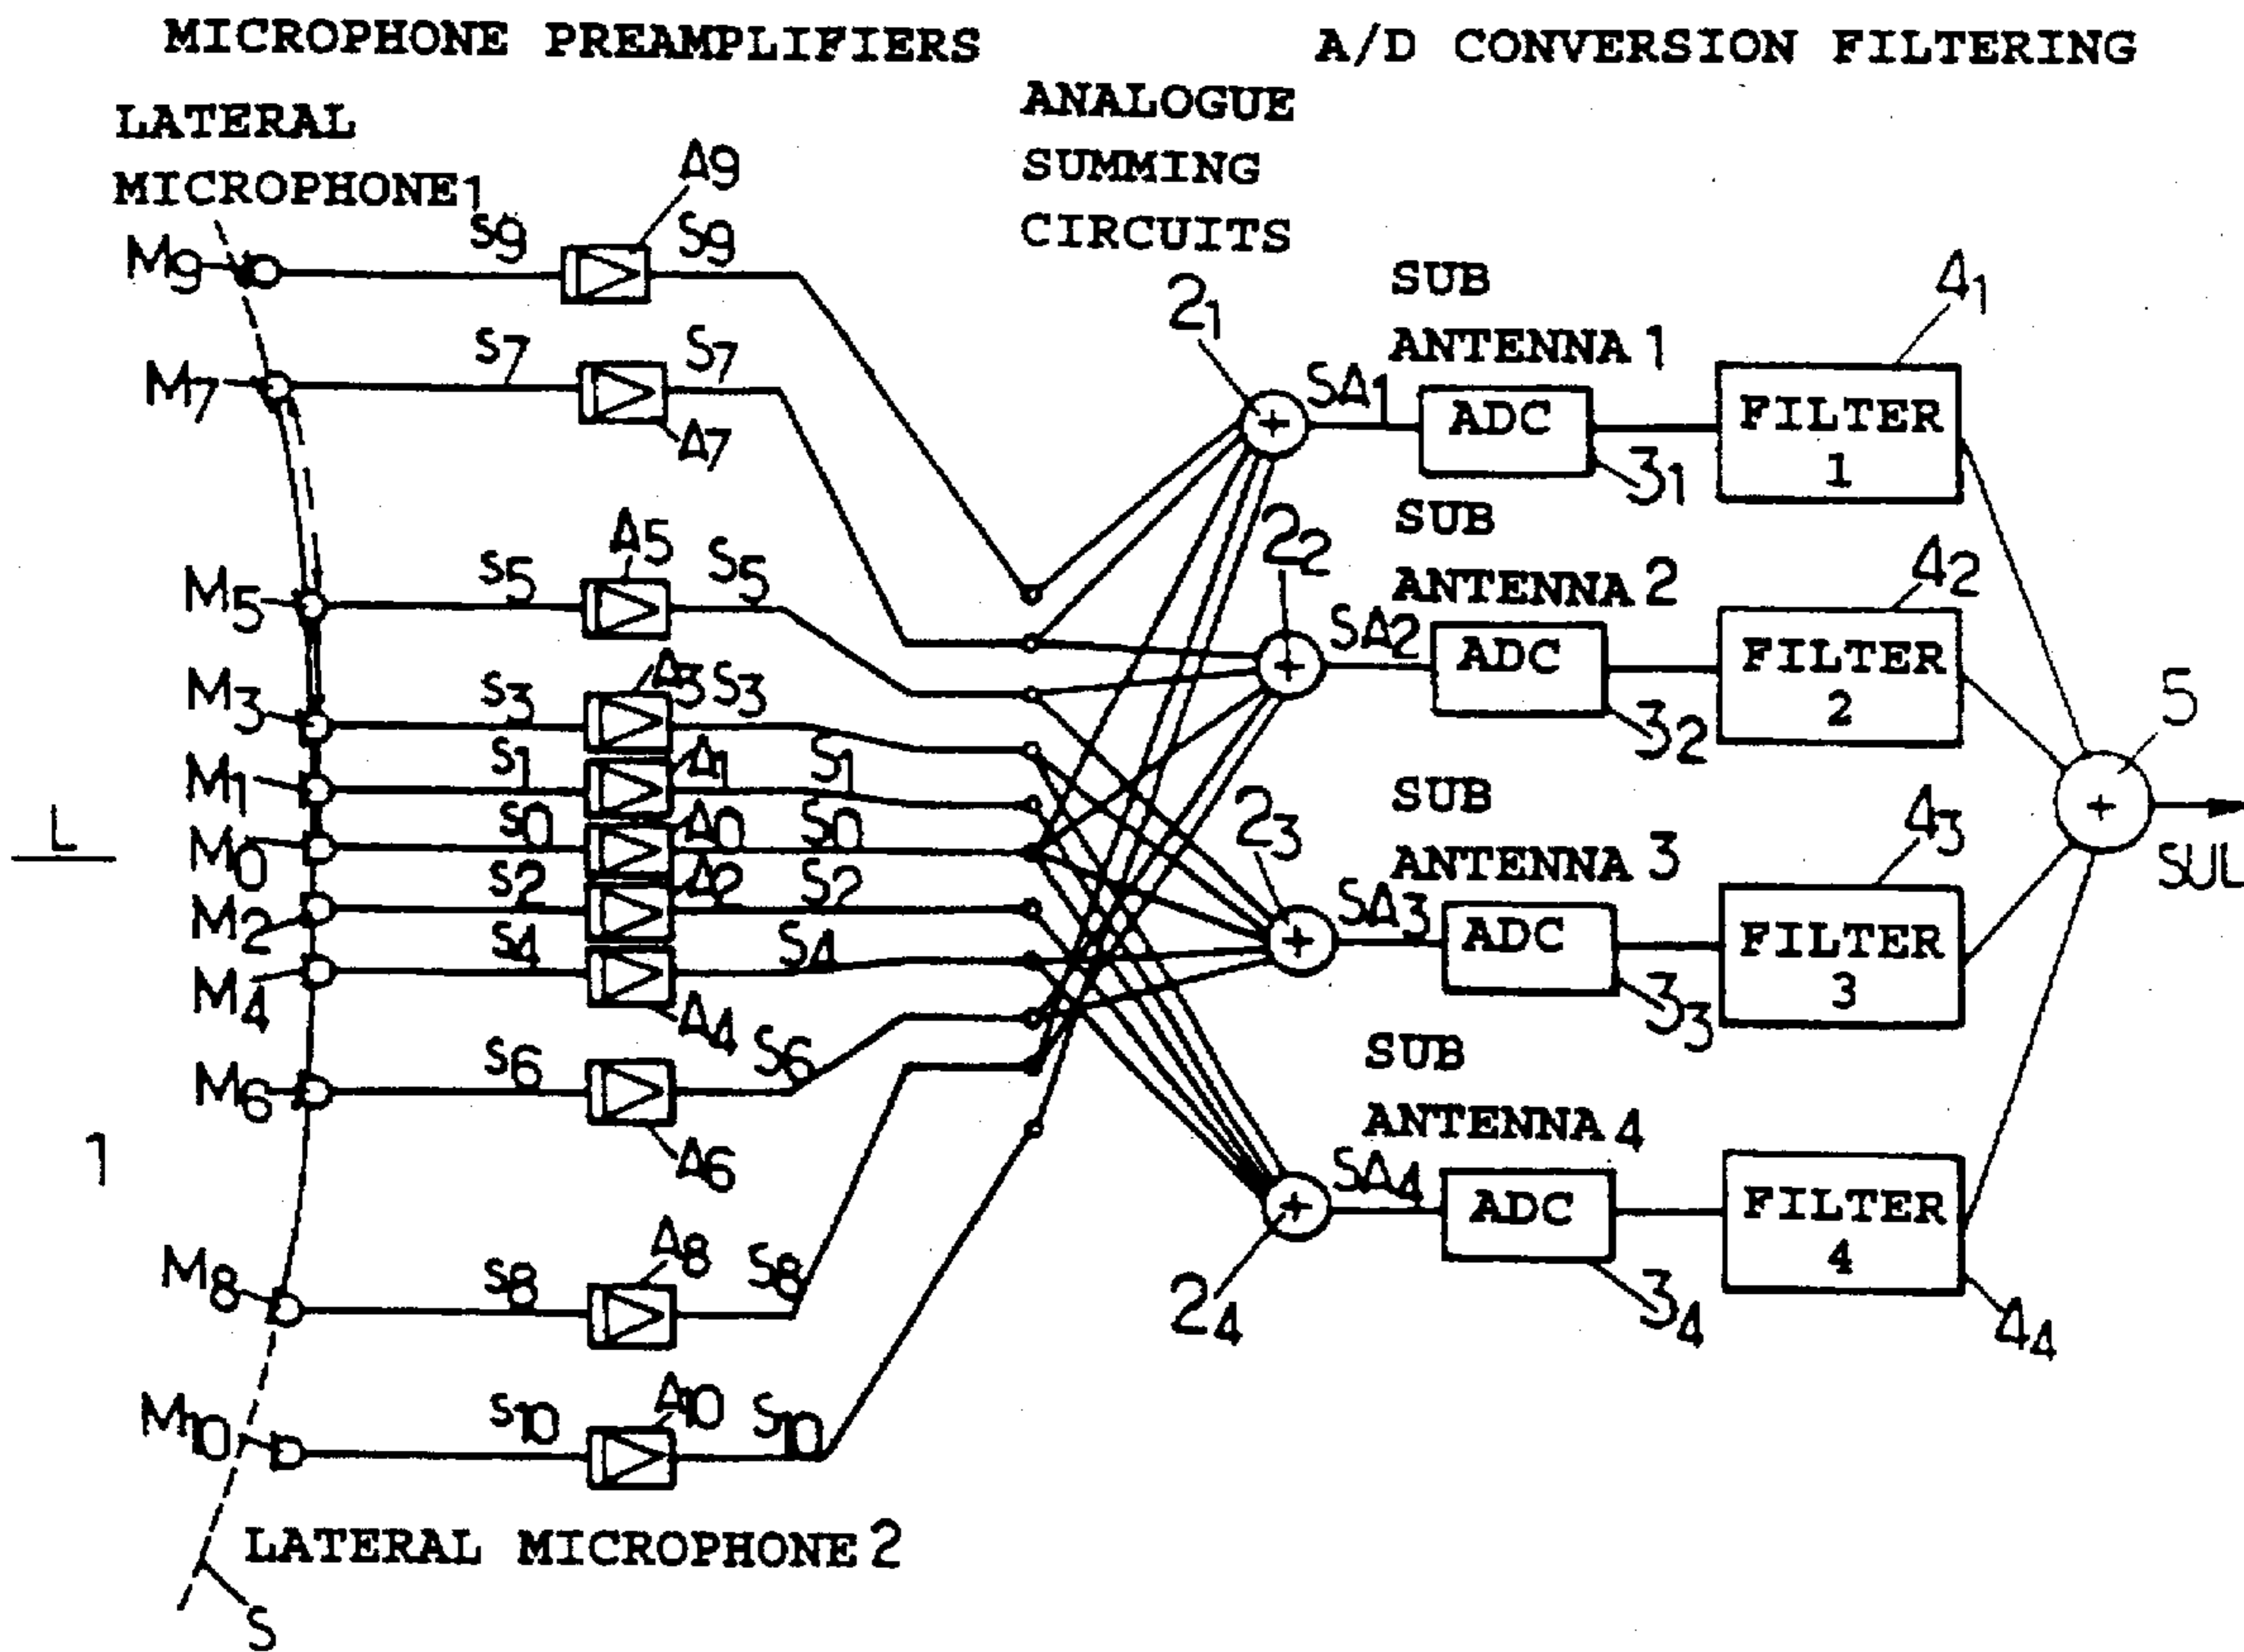 MICROPHONE PREAMPLIFIERS
A/D CONVERSION FILTERING
LATERAL
MICROPHONE 1
ANALOGUE
SUMMING
CIRCUITS
M9
S9
A9
S9
M7
S7
S7
A7
M5
S5
A5
S5
M3
S3
A3
S3
M1
S1
A1
S1
L
M0
S0
A0
S0
M2
S2
A2
S2
M4
S4
S4
A4
M6
S6
S6
A6
1
M8
S8
A8
S8
M10
S10
A10
S10
LATERAL MICROPHONE 2
S
21
SUB
ANTENNA 1
SA1
ADC
31
FILTER
1
41
22
SUB
ANTENNA 2
SA2
ADC
32
FILTER
2
42
23
SUB
ANTENNA 3
SA3
ADC
33
FILTER
3
43
SUB
ANTENNA 4
SA4
ADC
34
FILTER
4
44
24
5
+
+
+
+
+
SUL